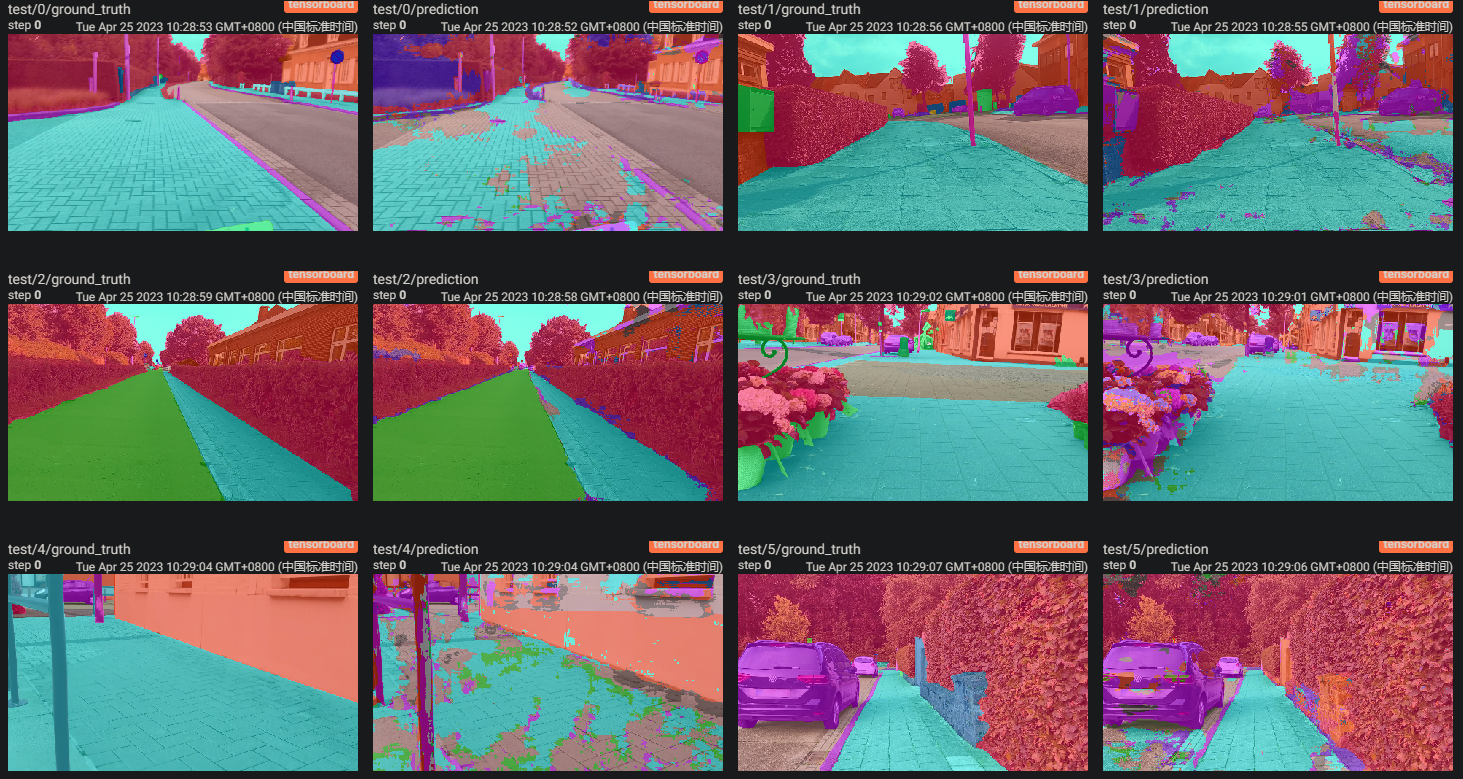 test/0/ground_truth
tensorboard
step 0 Tue Apr 25 2023 10:28:53 GMT+0800 (中国标准时间)
test/0/prediction
tensorboard
step 0 Tue Apr 25 2023 10:28:52 GMT+0800 (中国标准时间)
test/1/ground_truth
tensorboard
step 0 Tue Apr 25 2023 10:28:56 GMT+0800 (中国标准时间)
test/1/prediction
tensorboard
step 0 Tue Apr 25 2023 10:28:55 GMT+0800 (中国标准时间)
test/2/ground_truth
tensorboard
step 0 Tue Apr 25 2023 10:28:59 GMT+0800 (中国标准时间)
test/2/prediction
tensorboard
step 0 Tue Apr 25 2023 10:28:58 GMT+0800 (中国标准时间)
test/3/ground_truth
tensorboard
step 0 Tue Apr 25 2023 10:29:02 GMT+0800 (中国标准时间)
test/3/prediction
tensorboard
step 0 Tue Apr 25 2023 10:29:01 GMT+0800 (中国标准时间)
test/4/ground_truth
tensorboard
step 0 Tue Apr 25 2023 10:29:04 GMT+0800 (中国标准时间)
test/4/prediction
tensorboard
step 0 Tue Apr 25 2023 10:29:04 GMT+0800 (中国标准时间)
test/5/ground_truth
tensorboard
step 0 Tue Apr 25 2023 10:29:07 GMT+0800 (中国标准时间)
test/5/prediction
tensorboard
step 0 Tue Apr 25 2023 10:29:06 GMT+0800 (中国标准时间)